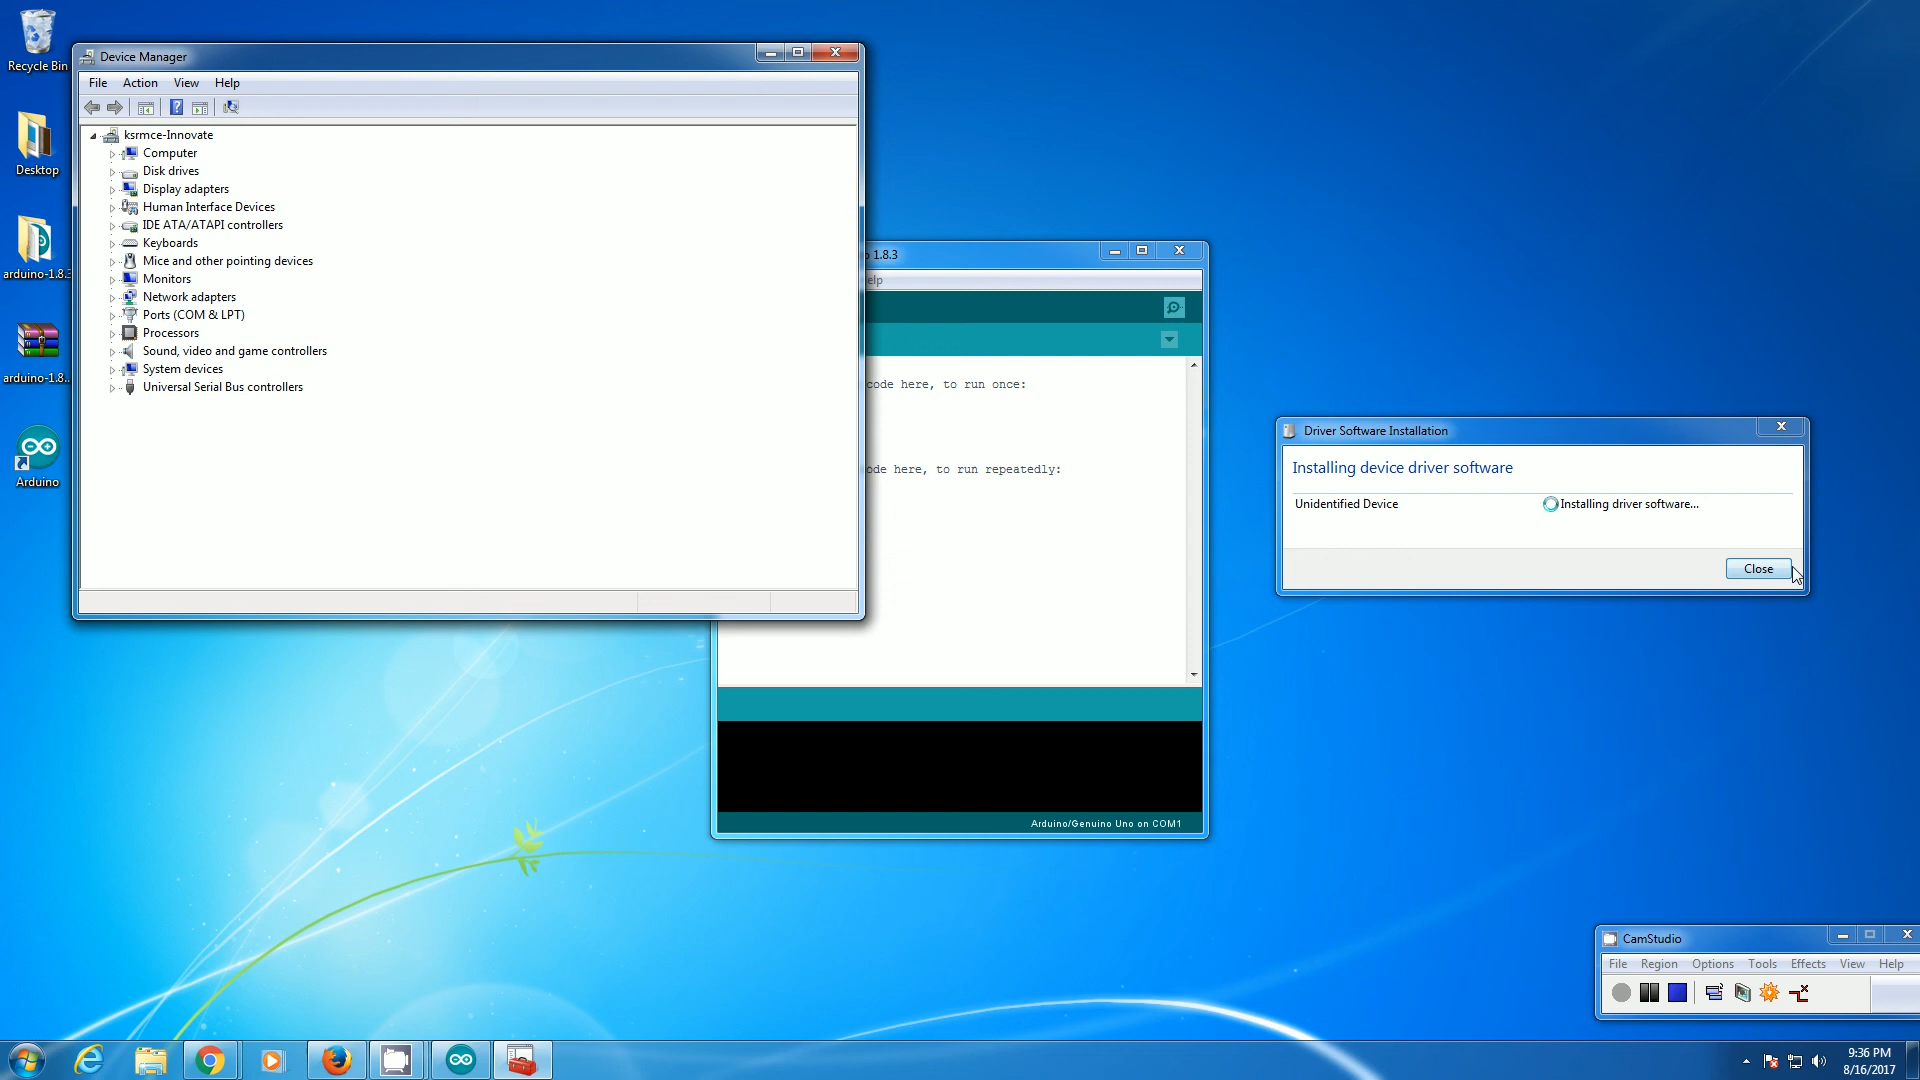 Recycle Bin
Desktop
arduino-1.8.3
arduino-1.8...
Arduino
Device Manager
File Action View Help
ksrmce-Innovate
Computer
Disk drives
Display adapters
Human Interface Devices
IDE ATA/ATAPI controllers
Keyboards
Mice and other pointing devices
Monitors
Network adapters
Ports (COM & LPT)
Processors
Sound, video and game controllers
System devices
Universal Serial Bus controllers
1.8.3
elp
code here, to run once:
ode here, to run repeatedly:
Arduino/Genuino Uno on COM1
Driver Software Installation
Installing device driver software
Unidentified Device Installing driver software...
Close
CamStudio
File Region Options Tools Effects View Help
9:36 PM
8/16/2017